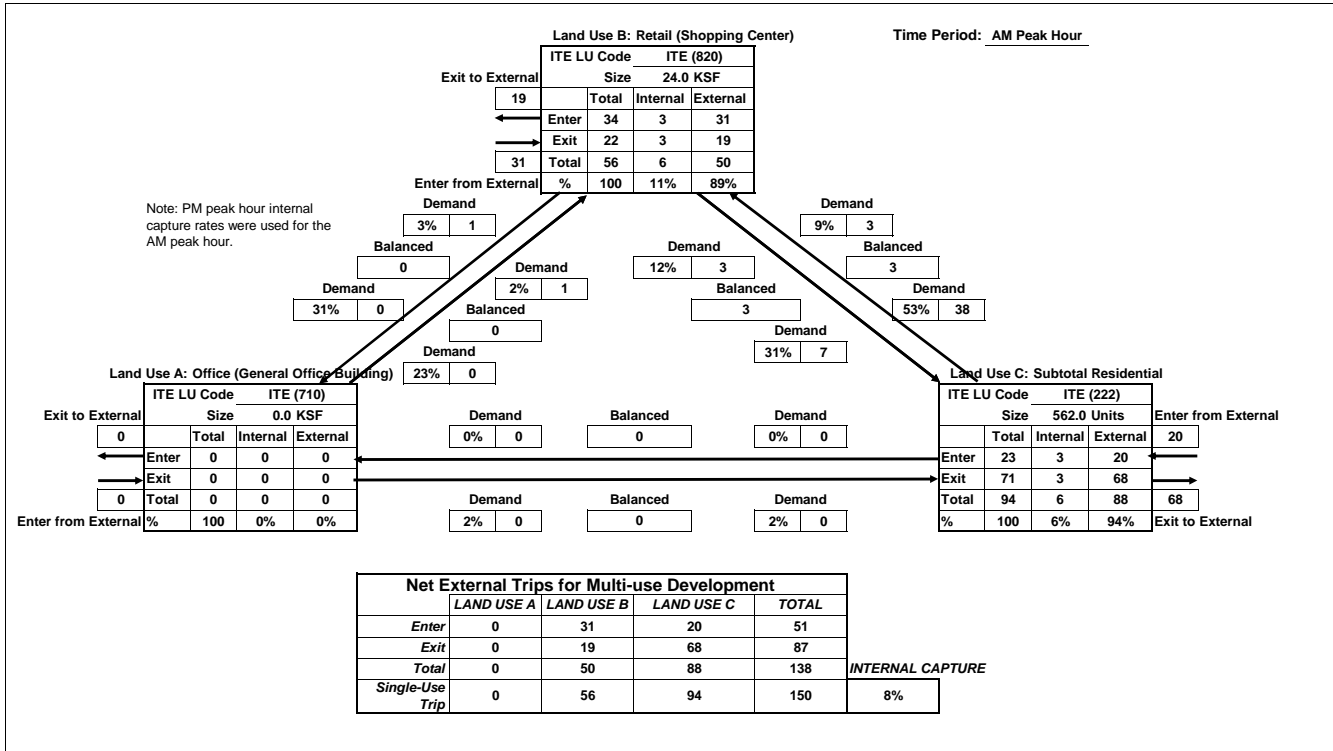 Land Use B: Retail (Shopping Center)
Time Period: AM Peak Hour
ITE LU Code ITE (820)
Exit to External
Size 24.0 KSF
19
Total Internal External
Enter 34 3 31
Exit 22 3 19
31
Total 56 6 50
Enter from External
% 100 11% 89%
Note: PM peak hour internal
capture rates were used for the
AM peak hour.
Demand
3% 1
Balanced
0
Demand
31% 0
Demand
2% 1
Balanced
0
Demand
23% 0
Demand
12% 3
Balanced
3
Demand
31% 7
Demand
9% 3
Balanced
3
Demand
53% 38
Land Use A: Office (General Office Building)
ITE LU Code ITE (710)
Exit to External
Size 0.0 KSF
0
Total Internal External
Enter 0 0 0
Exit 0 0 0
0
Total 0 0 0
Enter from External
% 100 0% 0%
Demand Balanced Demand
0% 0 0 0% 0
Demand Balanced Demand
2% 0 0 2% 0
Land Use C: Subtotal Residential
ITE LU Code ITE (222)
Size 562.0 Units
Enter from External
Total Internal External
20
Enter 23 3 20
Exit 71 3 68
Total 94 6 88
68
% 100 6% 94%
Exit to External
Net External Trips for Multi-use Development
LAND USE A LAND USE B LAND USE C TOTAL
Enter 0 31 20 51
Exit 0 19 68 87
Total 0 50 88 138
INTERNAL CAPTURE
Single-Use
Trip 0 56 94 150 8%